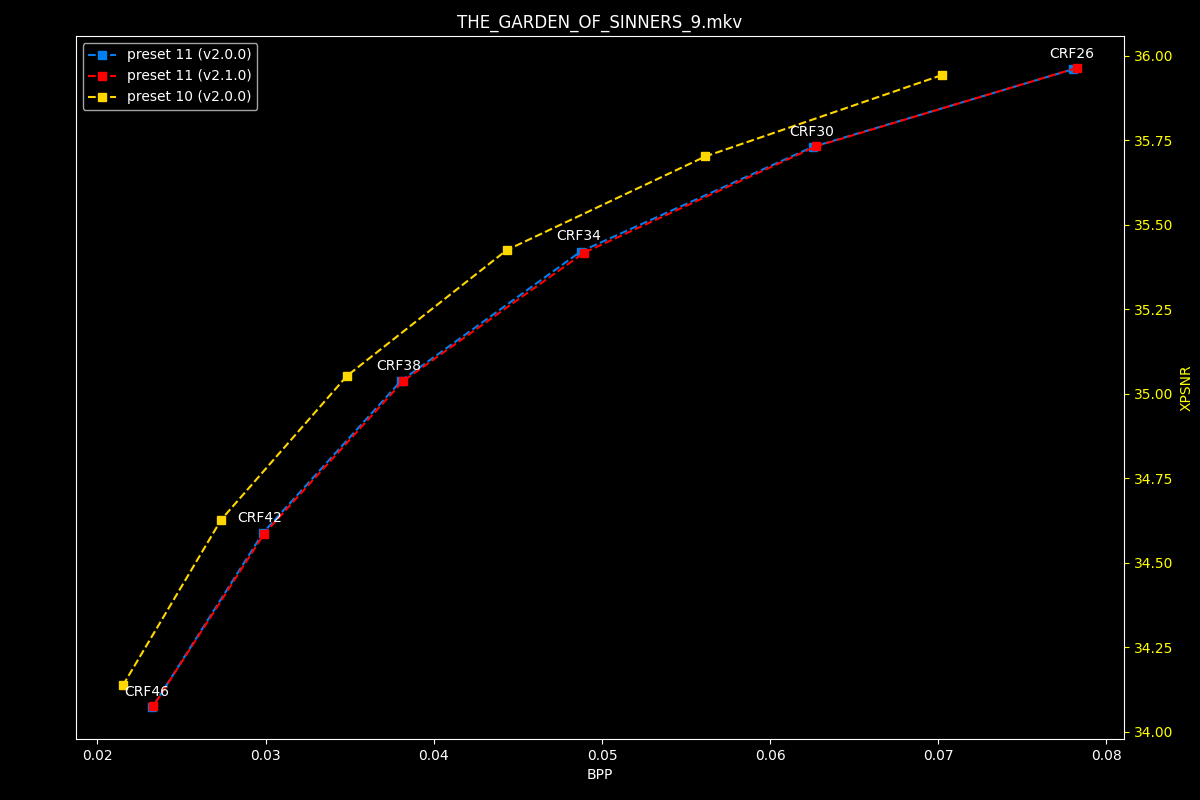 THE_GARDEN_OF_SINNERS_9.mkv
preset 11 (v2.0.0)
preset 11 (v2.1.0)
preset 10 (v2.0.0)
CRF26
CRF30
CRF34
CRF38
CRF42
CRF46
36.00
35.75
35.50
35.25
35.00
34.75
34.50
34.25
34.00
XPSNR
0.02 0.03 0.04 0.05 0.06 0.07 0.08
BPP